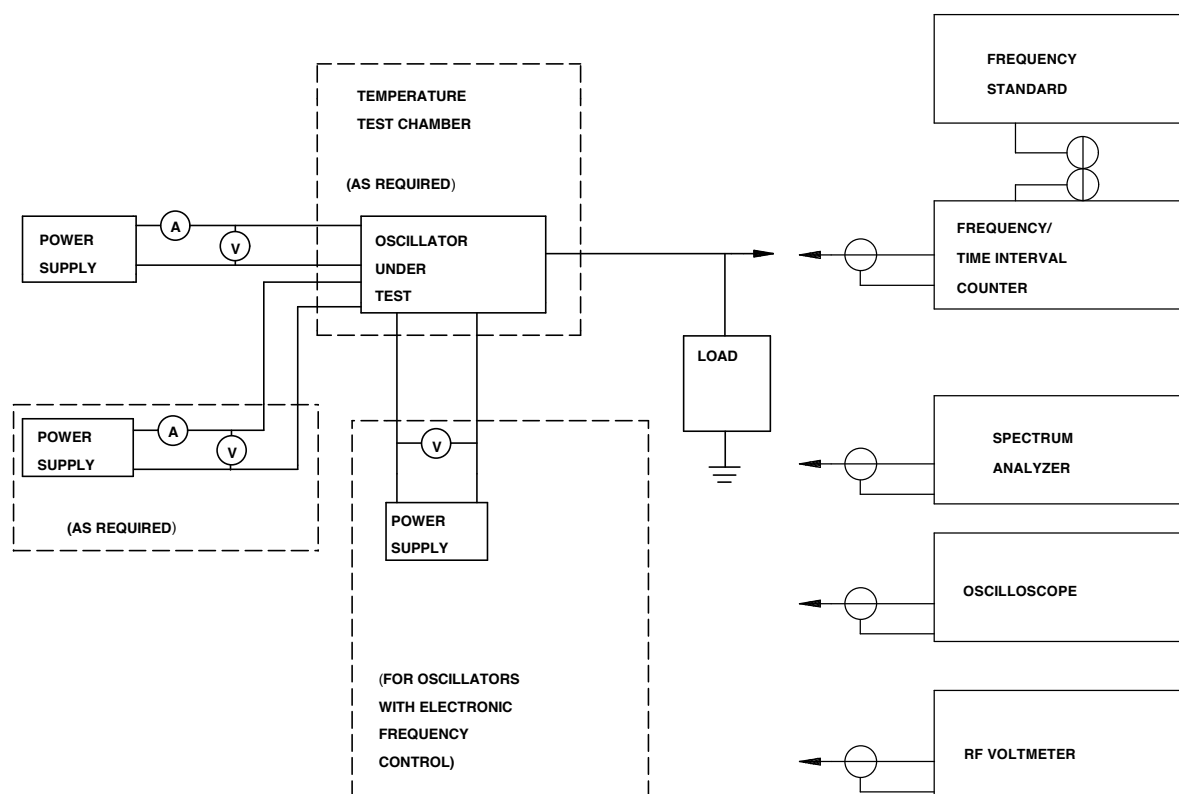 FREQUENCY
STANDARD
TEMPERATURE
TEST CHAMBER
(AS REQUIRED)
POWER
SUPPLY
A
V
OSCILLATOR
UNDER
TEST
FREQUENCY/
TIME INTERVAL
COUNTER
LOAD
POWER
SUPPLY
A
V
(AS REQUIRED)
V
POWER
SUPPLY
(FOR OSCILLATORS
WITH ELECTRONIC
FREQUENCY
CONTROL)
SPECTRUM
ANALYZER
OSCILLOSCOPE
RF VOLTMETER